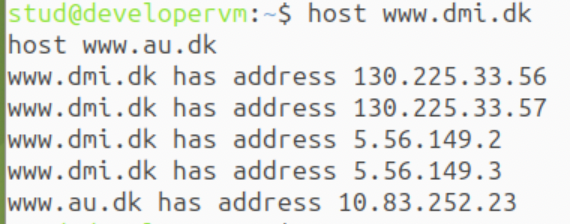 stud@developervm:~$ host www.dmi.dk
host www.au.dk
www.dmi.dk has address 130.225.33.56
www.dmi.dk has address 130.225.33.57
www.dmi.dk has address 5.56.149.2
www.dmi.dk has address 5.56.149.3
www.au.dk has address 10.83.252.23